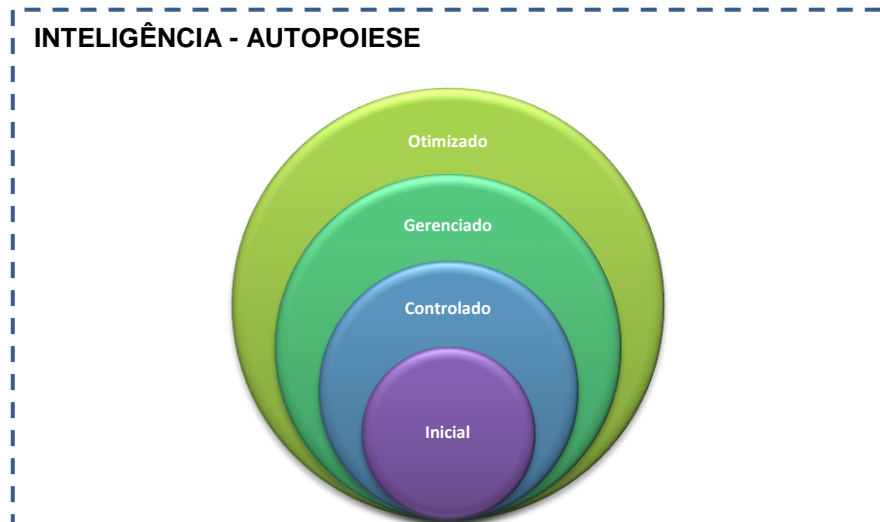 INTELIGÊNCIA - AUTOPOIESE
Otimizado
Gerenciado
Controlado
Inicial